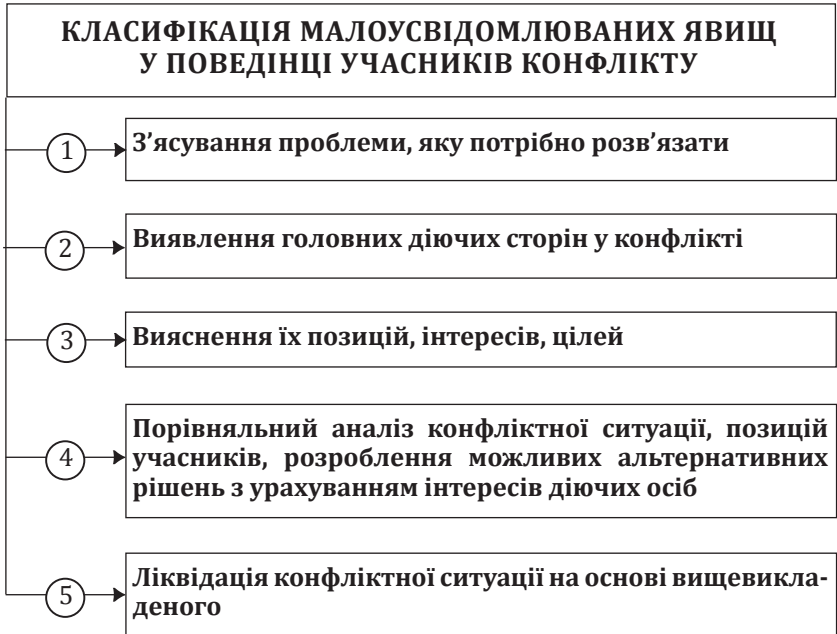 КЛАСИФІКАЦІЯ МАЛОУСВІДОМЛЮВАНИХ ЯВИЩ
У ПОВЕДІНЦІ УЧАСНИКІВ КОНФЛІКТУ
1 З’ясування проблеми, яку потрібно розв’язати
2 Виявлення головних діючих сторін у конфлікті
3 Вияснення їх позицій, інтересів, цілей
Порівняльний аналіз конфліктної ситуації, позицій
4 учасників, розроблення можливих альтернативних
рішень з урахуванням інтересів діючих осіб
5 Ліквідація конфліктної ситуації на основі вищевикла-
деного